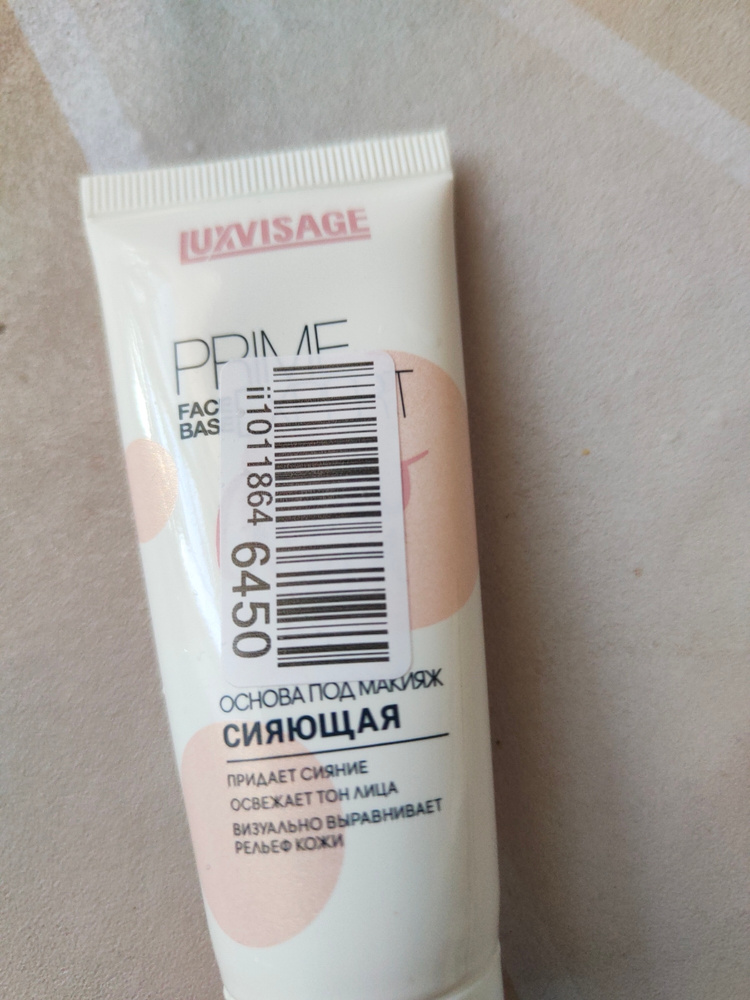 LUXVISAGE
PRIME
FAC
BAS
ii1011864 6450
ОСНОВА ПОД МАКИЯЖ
СИЯЮЩАЯ
ПРИДАЕТ СИЯНИЕ
ОСВЕЖАЕТ ТОН ЛИЦА
ВИЗУАЛЬНО ВЫРАВНИВАЕТ
РЕЛЬЕФ КОЖИ